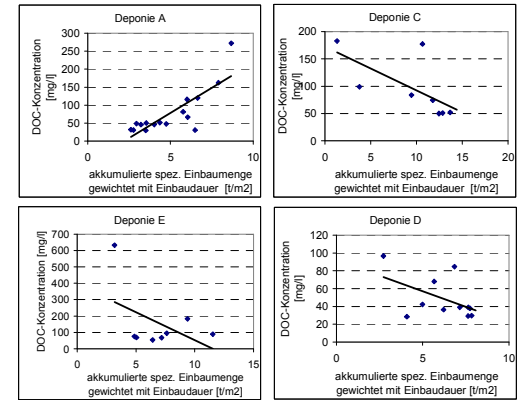 Deponie A
DOC-Konzentration
[mg/l]
300
250
200
150
100
50
0
0
5
10
akkumulierte spez. Einbaumenge
gewichtet mit Einbaudauer [t/m2]
Deponie C
DOC-Konzentration
[mg/l]
200
150
100
50
0
0
5
10
15
20
akkumulierte spez. Einbaumenge
gewichtet mit Einbaudauer [t/m2]
Deponie E
DOC-Konzentration [mg/l]
700
600
500
400
300
200
100
0
0
5
10
15
akkumulierte spez. Einbaumenge
gewichtet mit Einbaudauer [t/m2]
Deponie D
DOC-Konzentration
[mg/l]
120
100
80
60
40
20
0
0
5
10
akkumulierte spez. Einbaumenge
gewichtet mit Einbaudauer [t/m2]